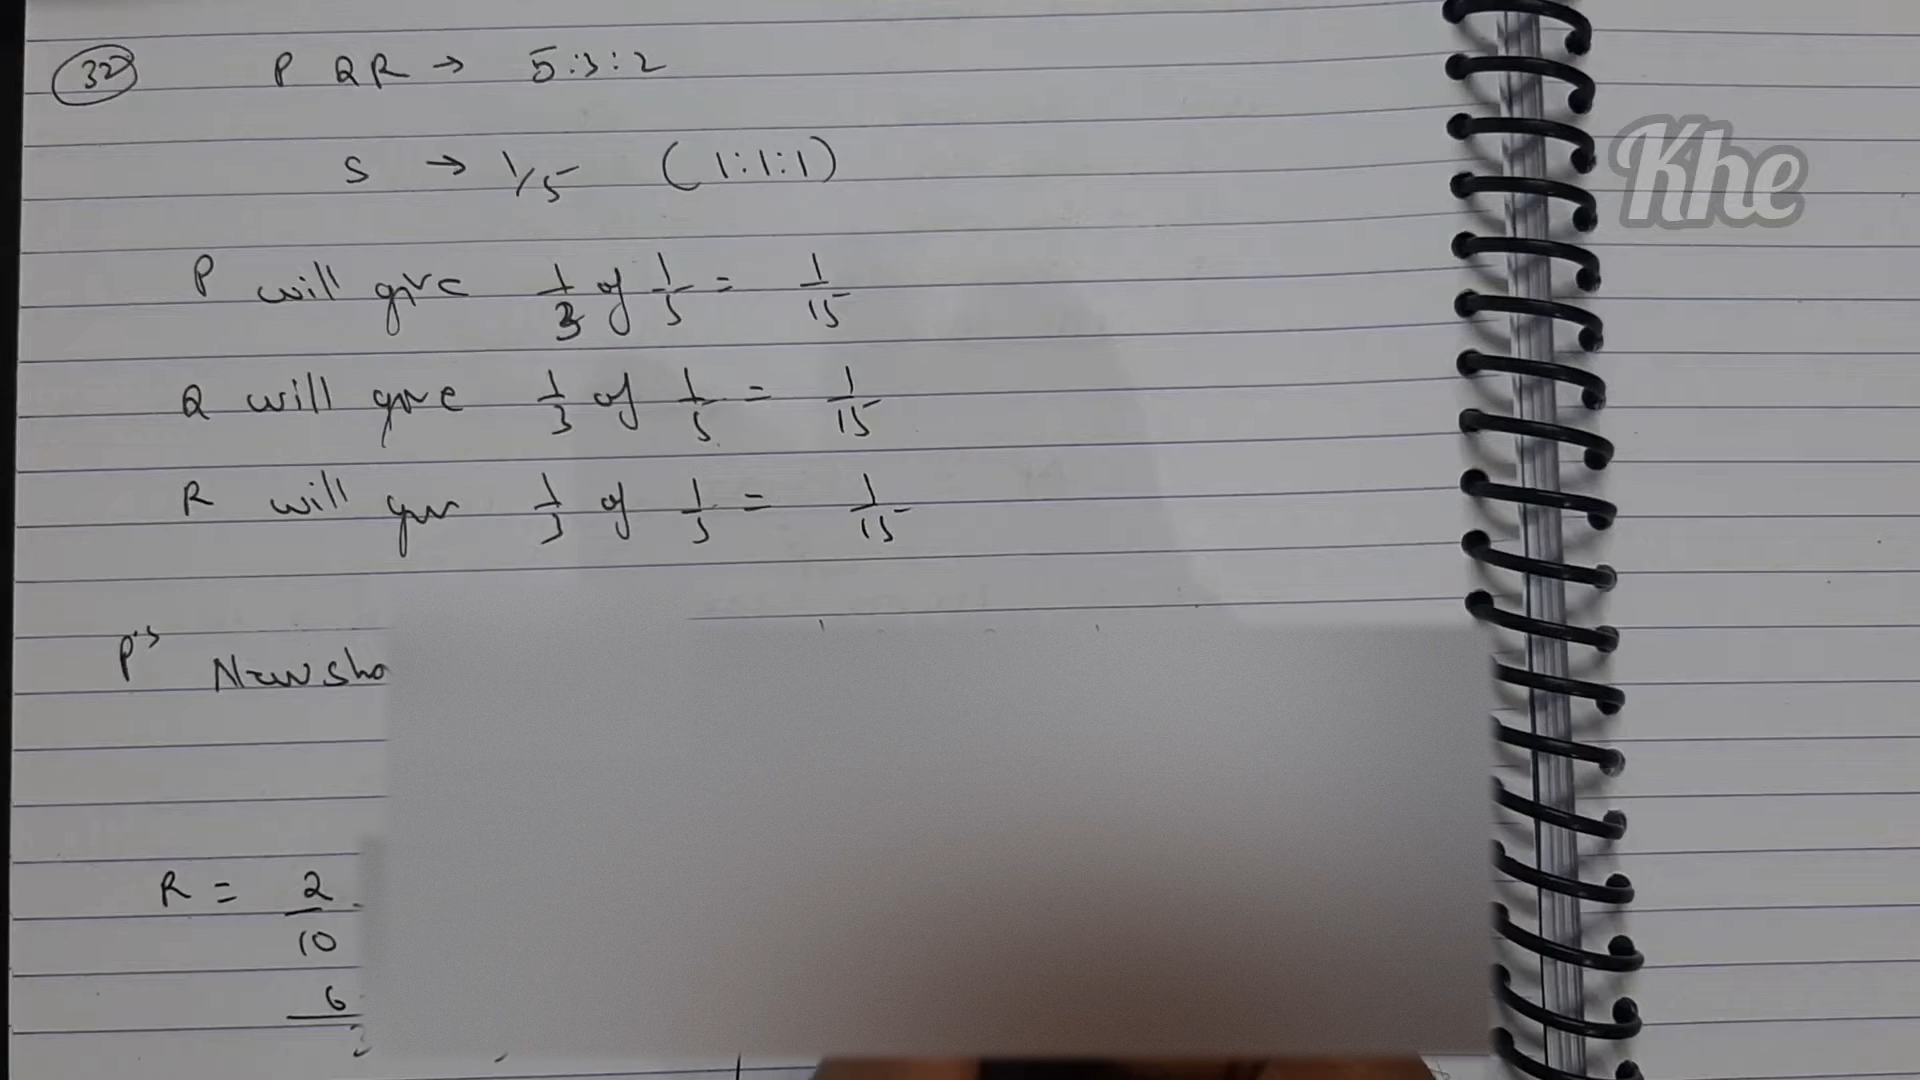 32 P Q R → 5:3:2
S → 1/5 (1:1:1)
P will give 1/3 of 1/5 = 1/15
Q will give 1/3 of 1/5 = 1/15
R will give 1/3 of 1/5 = 1/15
P's New sha
R = 2/10
6
Khe